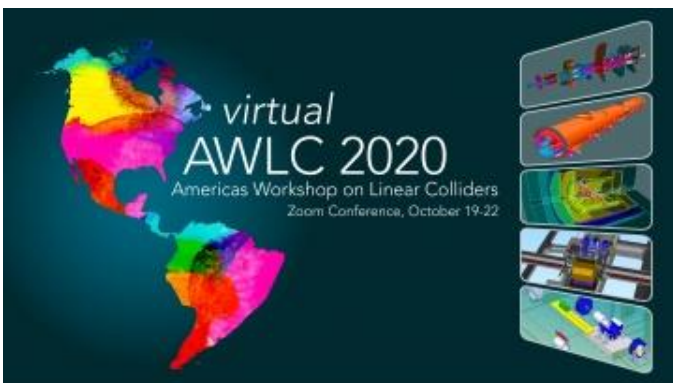 virtual
AWLC 2020
Americas Workshop on Linear Colliders
Zoom Conference, October 19-22